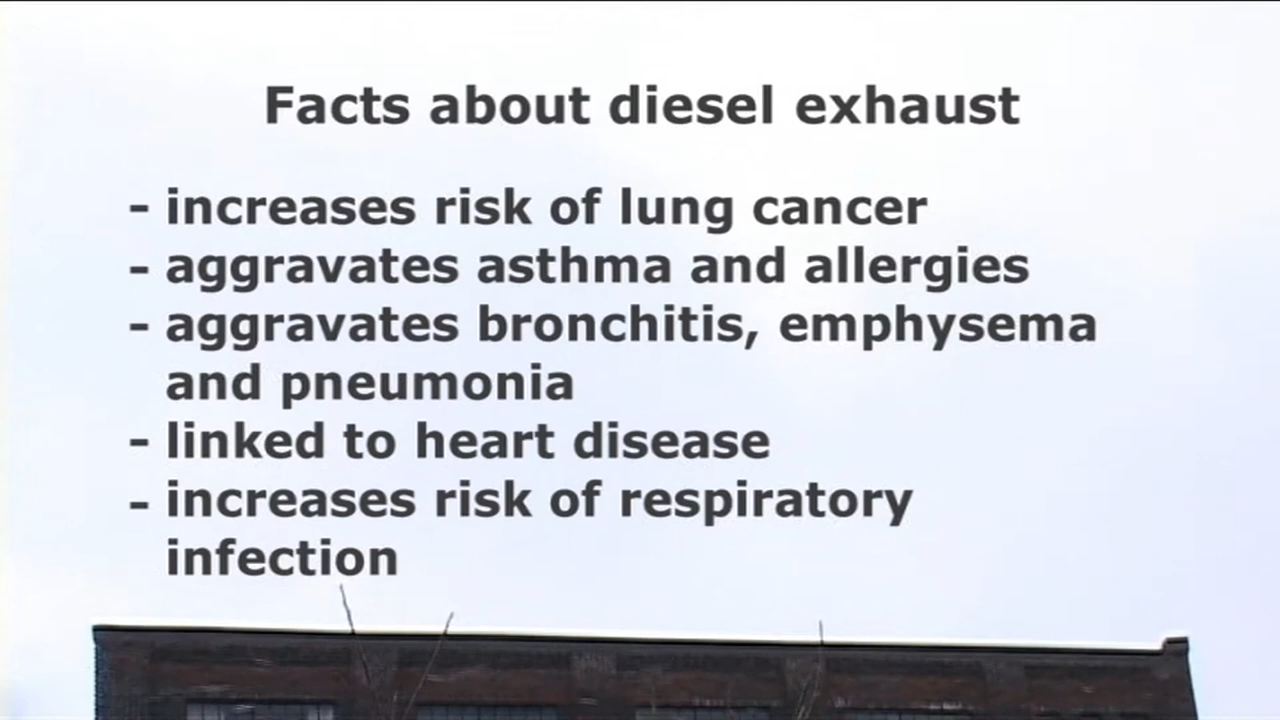 Facts about diesel exhaust
- increases risk of lung cancer
- aggravates asthma and allergies
- aggravates bronchitis, emphysema
and pneumonia
- linked to heart disease
- increases risk of respiratory
infection